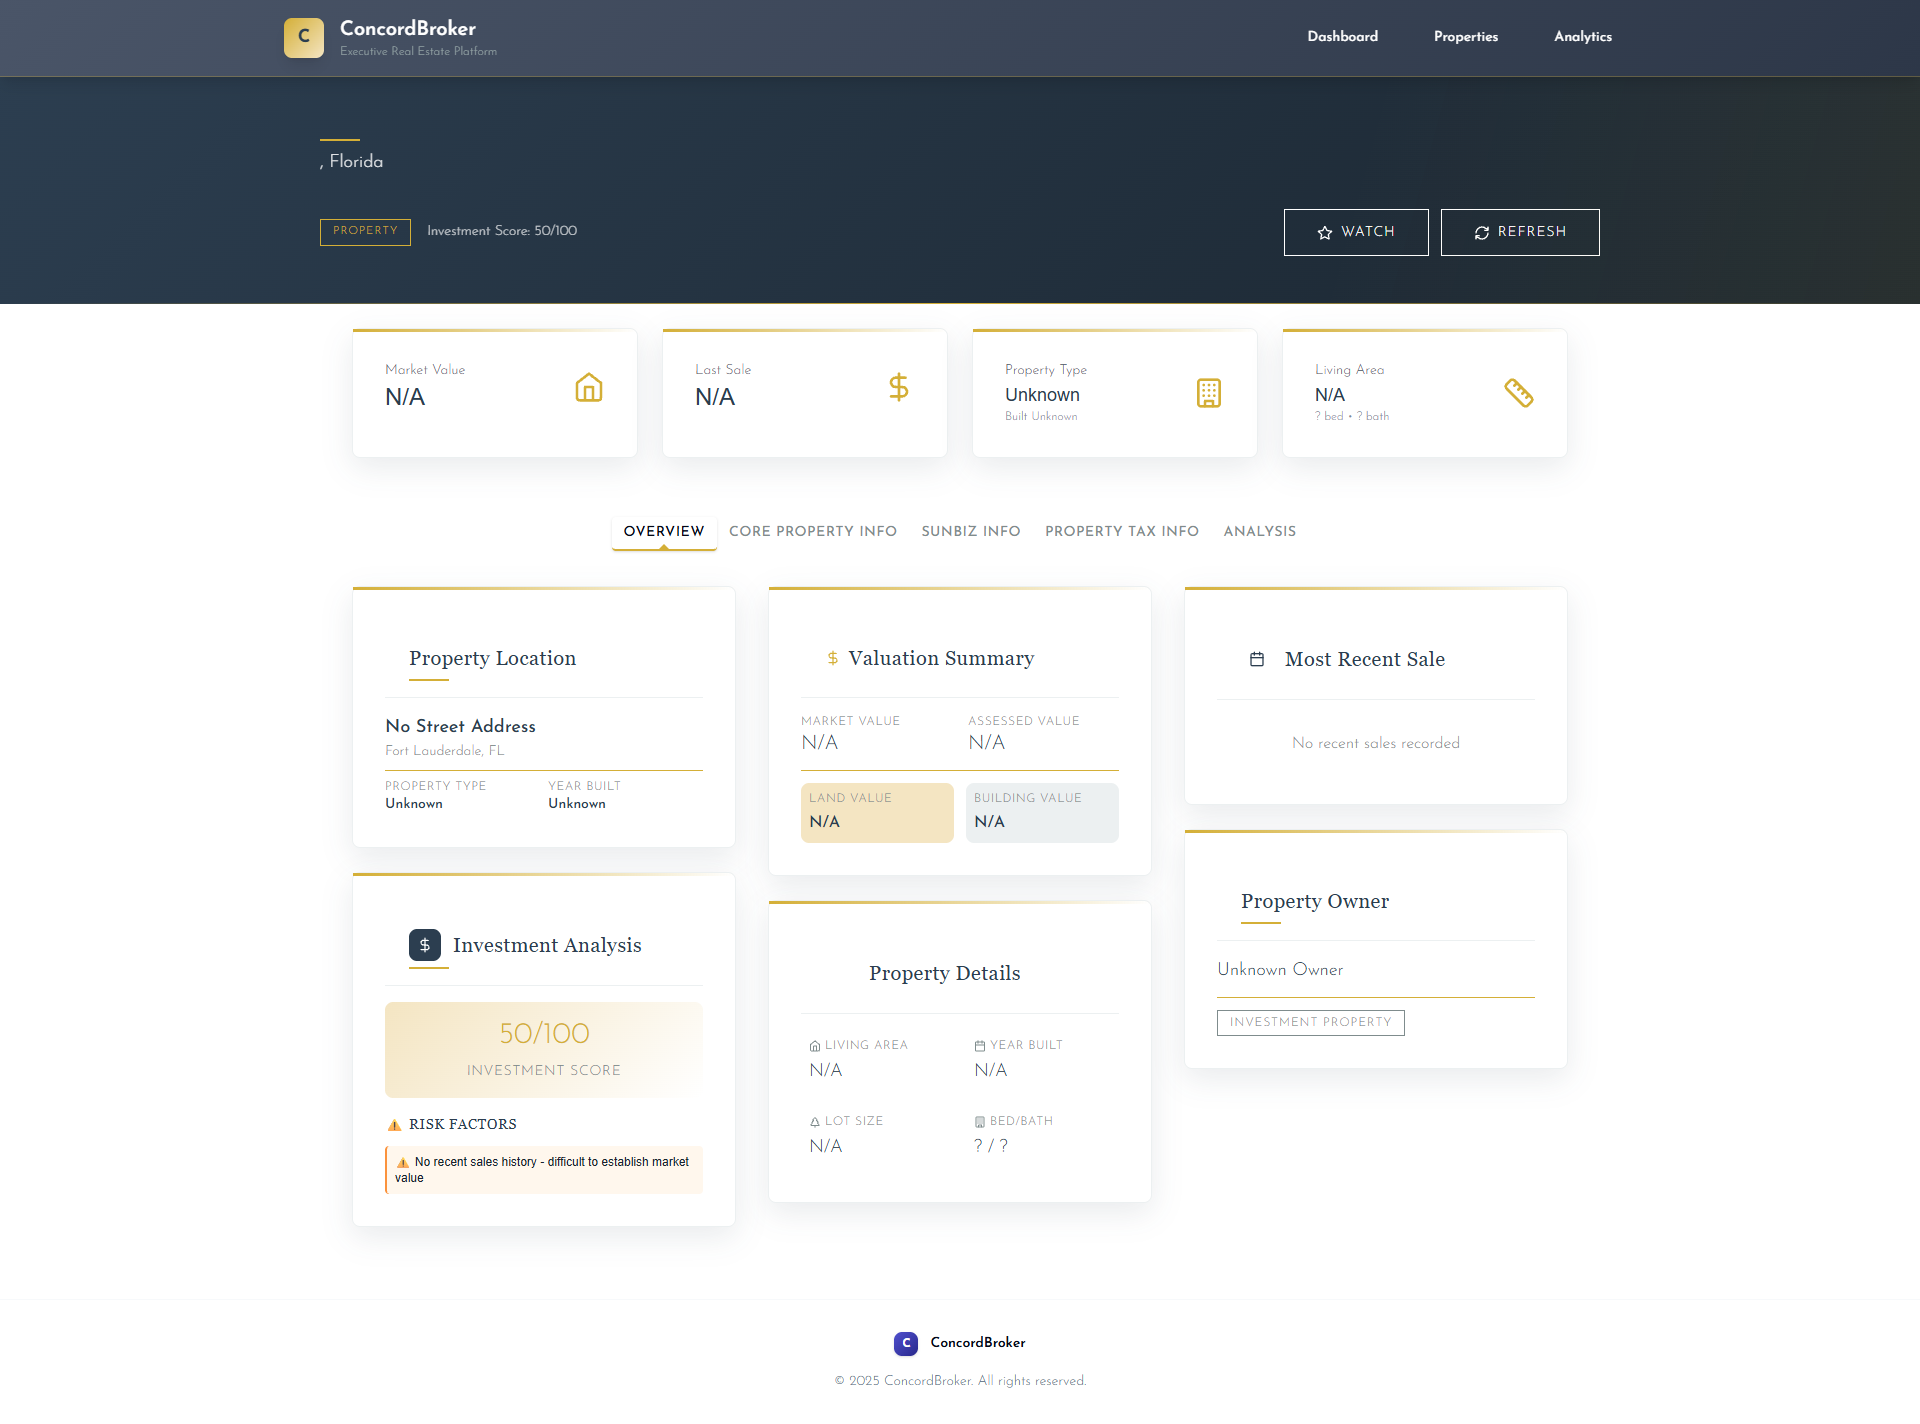 C
ConcordBroker
Executive Real Estate Platform
Dashboard
Properties
Analytics
, Florida
PROPERTY
Investment Score: 50/100
WATCH
REFRESH
Market Value
N/A
Last Sale
N/A
Property Type
Unknown
Built Unknown
Living Area
N/A
? bed • ? bath
OVERVIEW
CORE PROPERTY INFO
SUNBIZ INFO
PROPERTY TAX INFO
ANALYSIS
Property Location
No Street Address
Fort Lauderdale, FL
PROPERTY TYPE
Unknown
YEAR BUILT
Unknown
Investment Analysis
50/100
INVESTMENT SCORE
⚠️ RISK FACTORS
⚠️ No recent sales history - difficult to establish market
value
$ Valuation Summary
MARKET VALUE
N/A
ASSESSED VALUE
N/A
LAND VALUE
N/A
BUILDING VALUE
N/A
Property Details
LIVING AREA
N/A
YEAR BUILT
N/A
LOT SIZE
N/A
BED/BATH
? / ?
Most Recent Sale
No recent sales recorded
Property Owner
Unknown Owner
INVESTMENT PROPERTY
C
ConcordBroker
© 2025 ConcordBroker. All rights reserved.